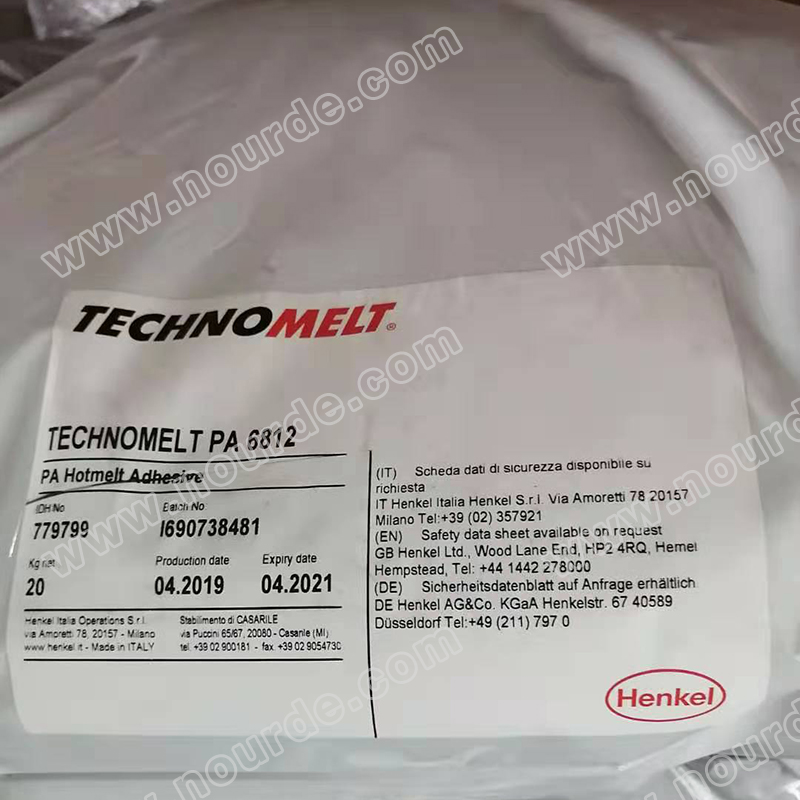 TECHNOMELT®
TECHNOMELT PA 6812
PA Hotmelt Adhesive
IDH No Batch No
779799 I690738481
Kg net Production date Expiry date
20 04.2019 04.2021
Henkel Italia Operations S.r.l.
via Amoretti 78, 20157 - Milano
www.henkel.it - Made in ITALY
Stabilimento di CASARILE
via Puccini 65/67, 20080 - Casarile (MI)
tel. +39 02 900181 - fax +39 02 9054730
(IT) Scheda dati di sicurezza disponibile su
richiesta
IT Henkel Italia Henkel S.r.l. Via Amoretti 78 20157
Milano Tel:+39 (02) 357921
(EN) Safety data sheet available on request
GB Henkel Ltd., Wood Lane End, HP2 4RQ, Hemel
Hempstead, Tel: +44 1442 278000
(DE) Sicherheitsdatenblatt auf Anfrage erhältlich
DE Henkel AG&Co. KGaA Henkelstr. 67 40589
Düsseldorf Tel:+49 (211) 797 0
Henkel
www.nourde.com
www.nourde.com
www.nourde.com
www.nourde.com